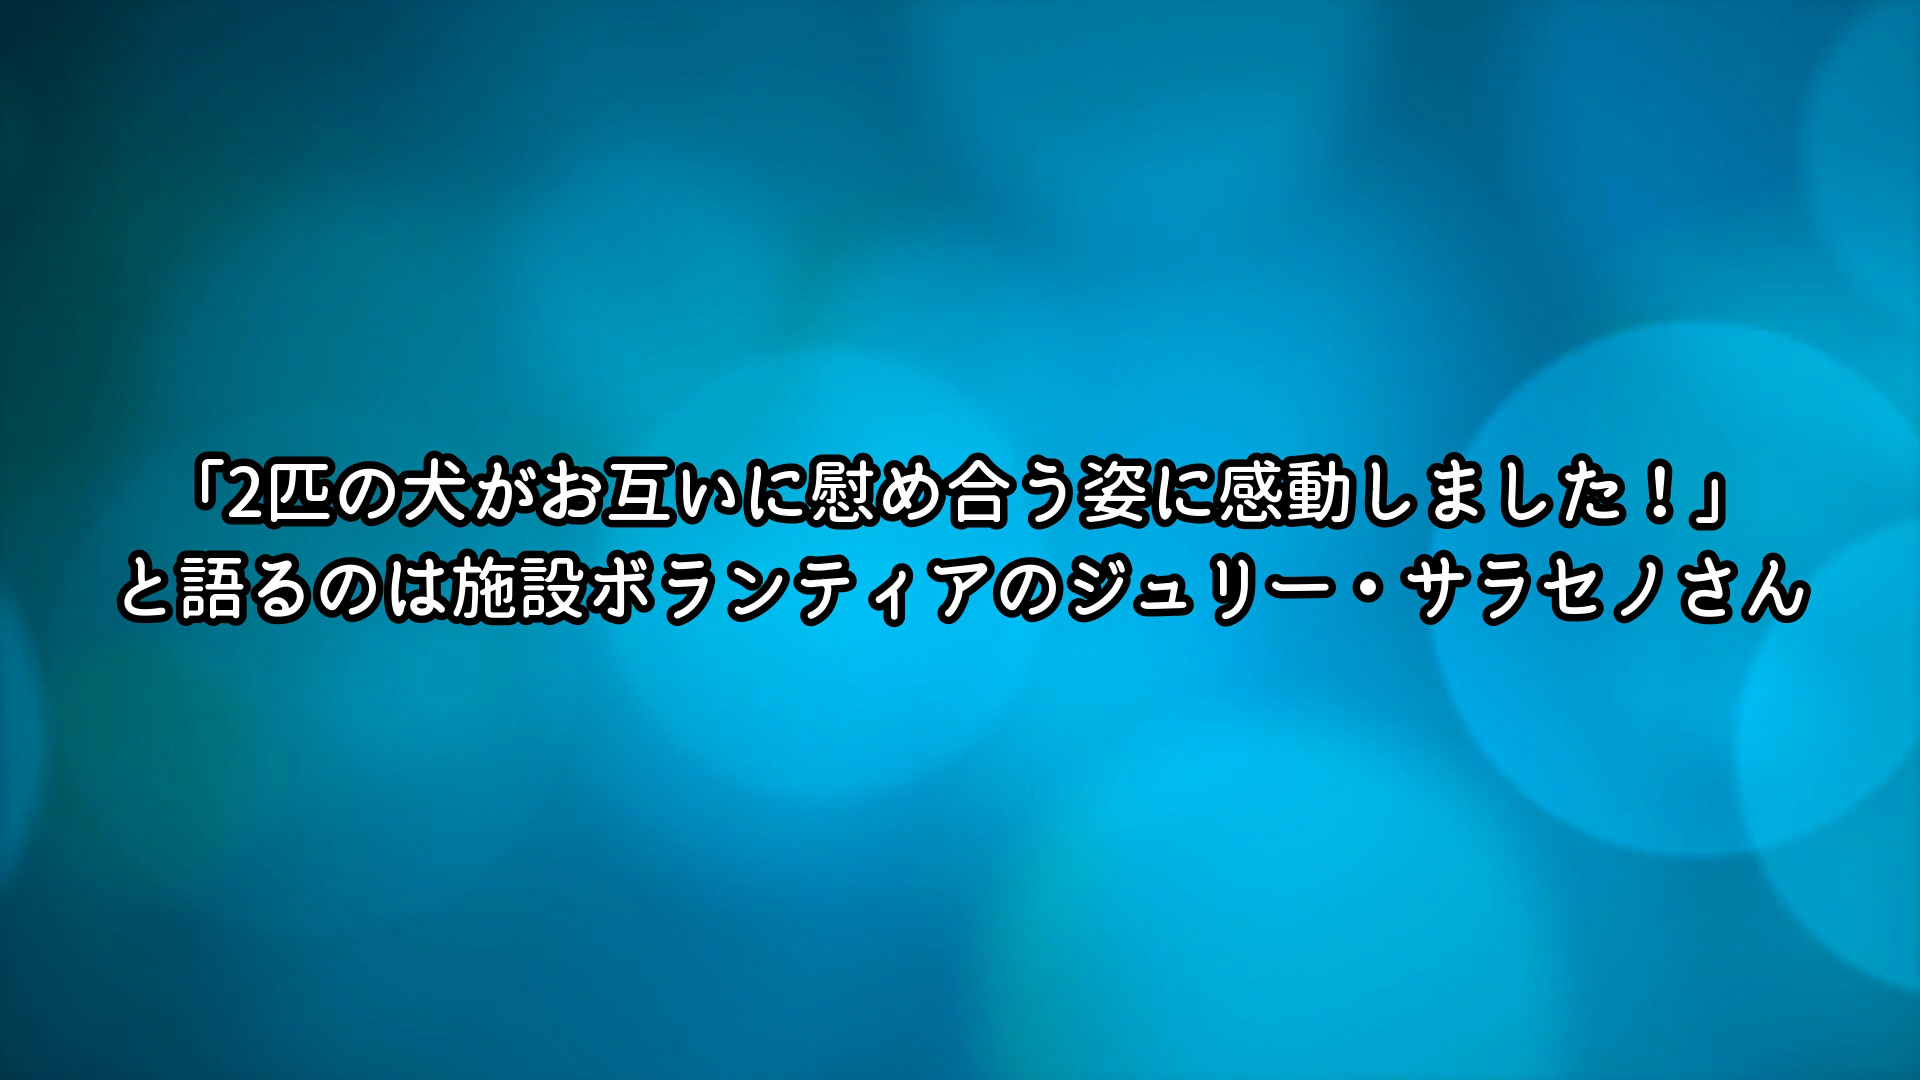 「2匹の犬がお互いに慰め合う姿に感動しました！」
と語るのは施設ボランティアのジュリー・サラセノさん